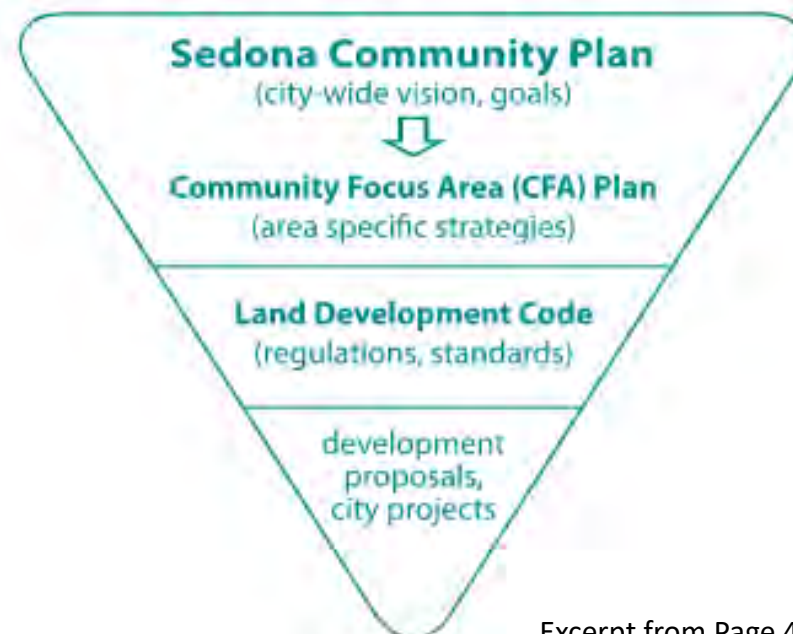 Sedona Community Plan
(city-wide vision, goals)
Community Focus Area (CFA) Plan
(area specific strategies)
Land Development Code
(regulations, standards)
development
proposals,
city projects
Excerpt from Page 4